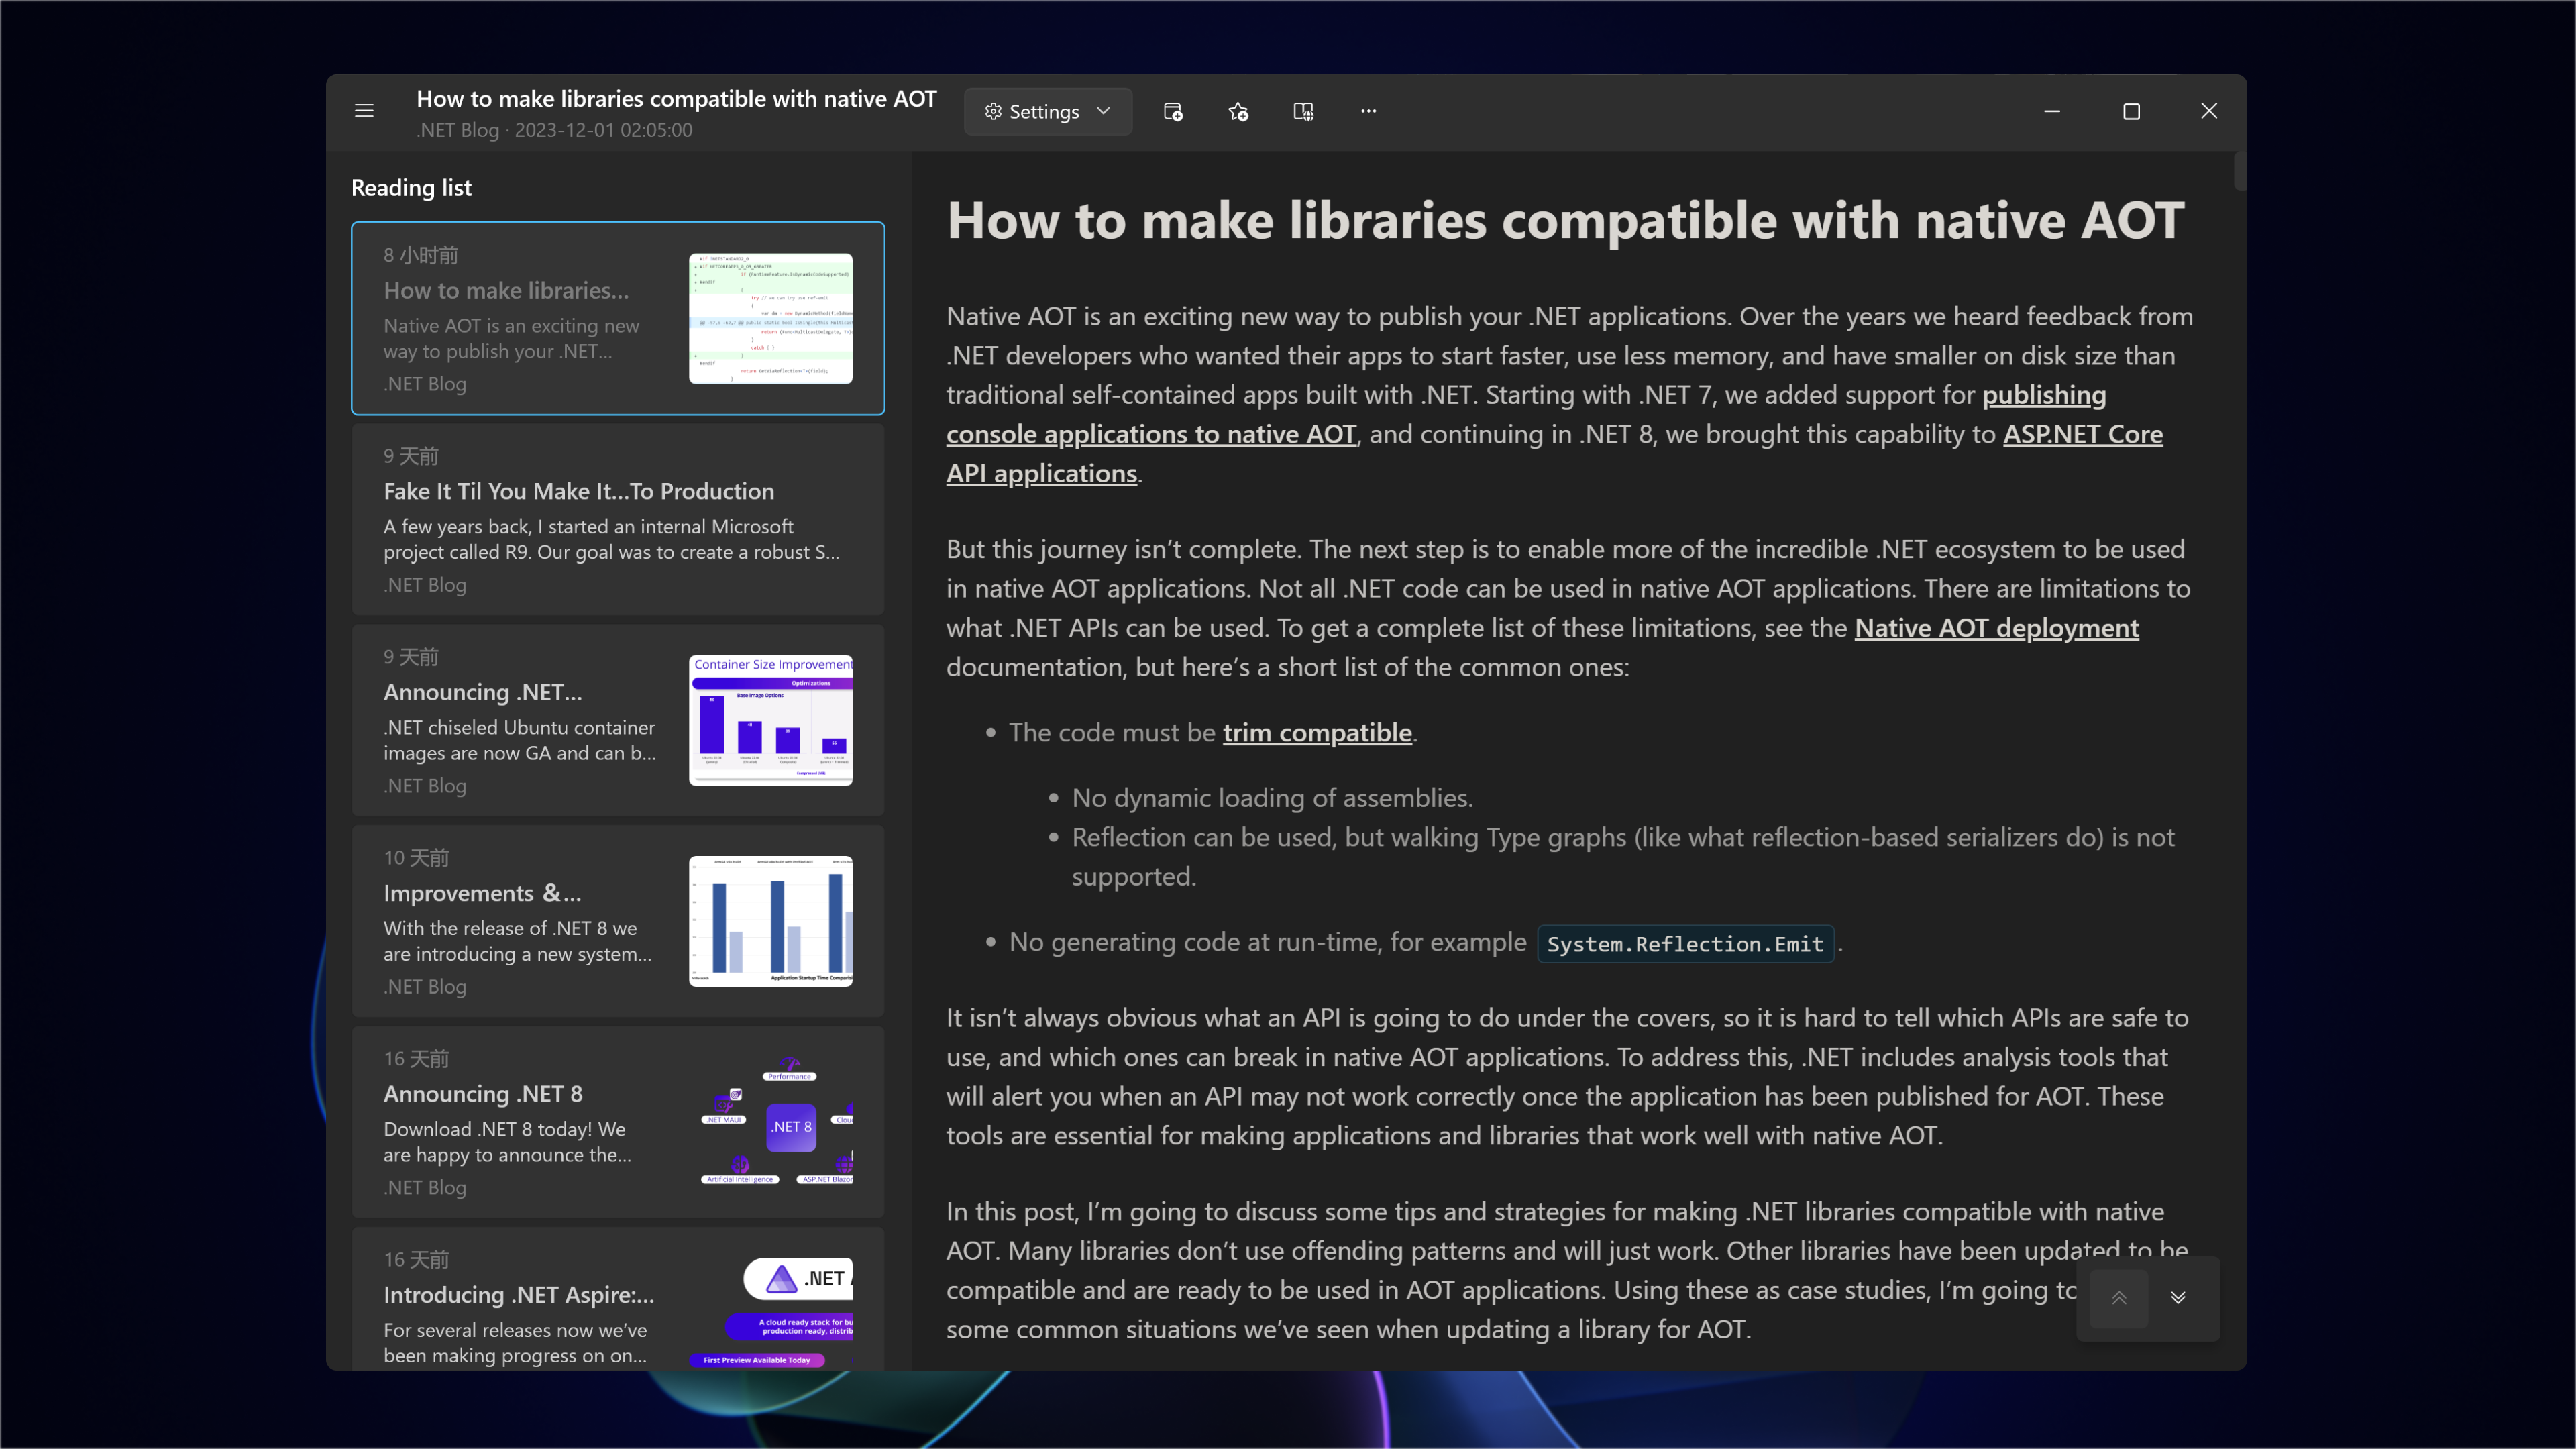 How to make libraries compatible with native AOT
.NET Blog · 2023-12-01 02:05:00
Settings
Reading list
8 小时前
How to make libraries...
Native AOT is an exciting new
way to publish your .NET...
.NET Blog
9 天前
Fake It Til You Make It...To Production
A few years back, I started an internal Microsoft
project called R9. Our goal was to create a robust S...
.NET Blog
9 天前
Announcing .NET...
.NET chiseled Ubuntu container
images are now GA and can b...
.NET Blog
Container Size Improvement
Optimizations
Base Image Options
10 天前
Improvements &...
With the release of .NET 8 we
are introducing a new system...
.NET Blog
Application Startup Time Comparis
16 天前
Announcing .NET 8
Download .NET 8 today! We
are happy to announce the...
.NET Blog
Performance
.NET MAUI
.NET 8
Clou
Artificial Intelligence
ASP.NET Blazor
16 天前
Introducing .NET Aspire:...
For several releases now we've
been making progress on on...
.NET
A cloud ready stack for bu
production ready, distrib
First Preview Available Today
How to make libraries compatible with native AOT
Native AOT is an exciting new way to publish your .NET applications. Over the years we heard feedback from
.NET developers who wanted their apps to start faster, use less memory, and have smaller on disk size than
traditional self-contained apps built with .NET. Starting with .NET 7, we added support for publishing
console applications to native AOT, and continuing in .NET 8, we brought this capability to ASP.NET Core
API applications.
But this journey isn't complete. The next step is to enable more of the incredible .NET ecosystem to be used
in native AOT applications. Not all .NET code can be used in native AOT applications. There are limitations to
what .NET APIs can be used. To get a complete list of these limitations, see the Native AOT deployment
documentation, but here's a short list of the common ones:
• The code must be trim compatible.
• No dynamic loading of assemblies.
• Reflection can be used, but walking Type graphs (like what reflection-based serializers do) is not
supported.
• No generating code at run-time, for example System.Reflection.Emit.
It isn't always obvious what an API is going to do under the covers, so it is hard to tell which APIs are safe to
use, and which ones can break in native AOT applications. To address this, .NET includes analysis tools that
will alert you when an API may not work correctly once the application has been published for AOT. These
tools are essential for making applications and libraries that work well with native AOT.
In this post, I'm going to discuss some tips and strategies for making .NET libraries compatible with native
AOT. Many libraries don't use offending patterns and will just work. Other libraries have been updated to be
compatible and are ready to be used in AOT applications. Using these as case studies, I'm going to
some common situations we've seen when updating a library for AOT.